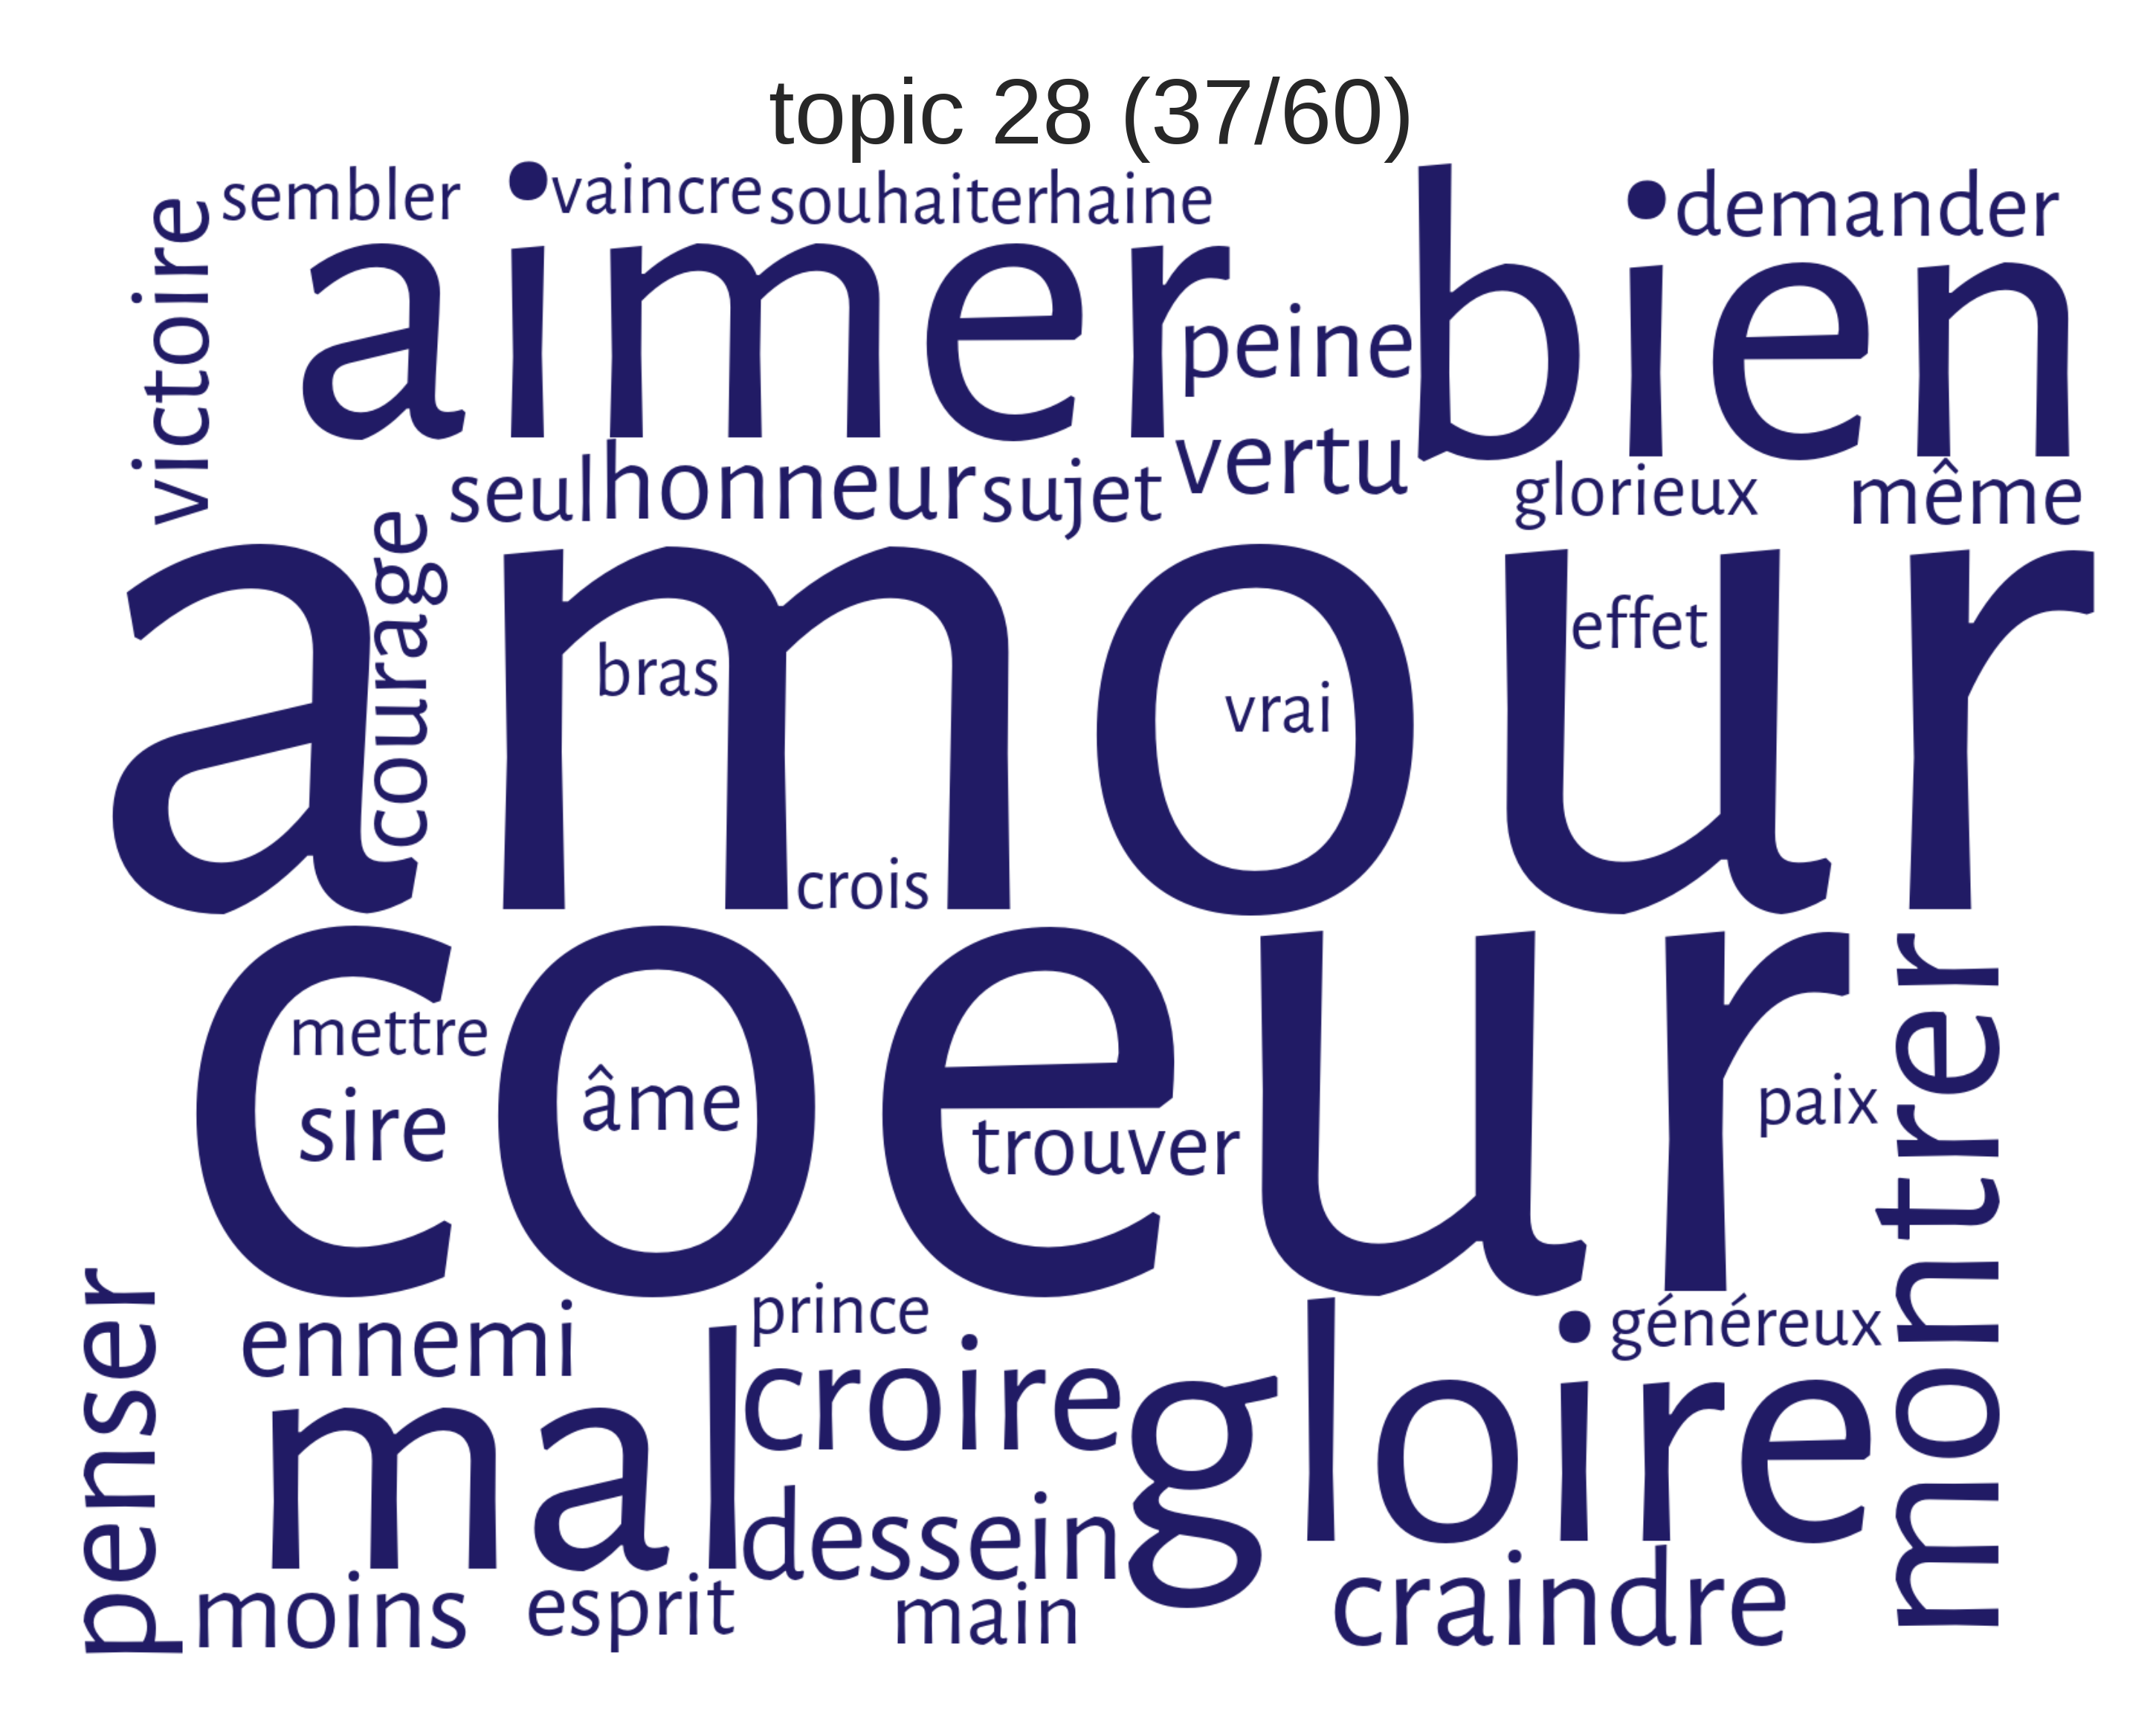 topic 28 (37/60)
sembler vaincre souhaiter haine demander
victoire
aimer peine bien
seul honneur sujet vertu glorieux même
courage
amour
bras vrai effet
crois
coeur
mettre
sire âme trouver paix
montrer
penser
ennemi prince généreux
mal croire gloire
dessein
moins esprit main craindre